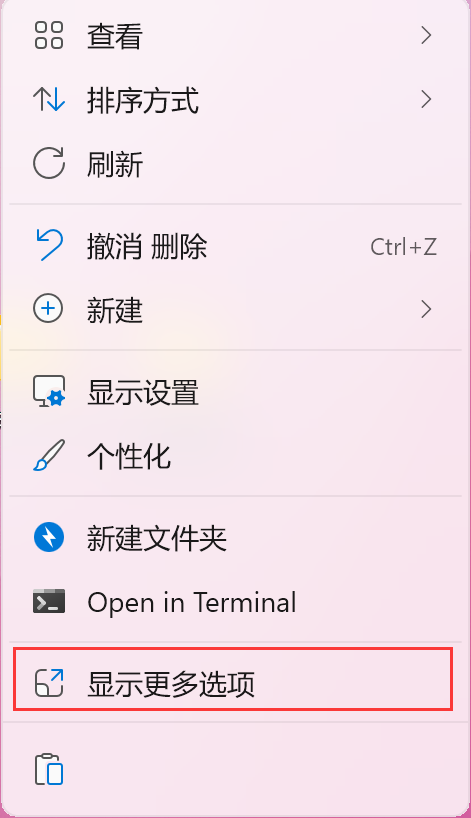 查看
排序方式
刷新
撤消 删除 Ctrl+Z
新建
显示设置
个性化
新建文件夹
Open in Terminal
显示更多选项